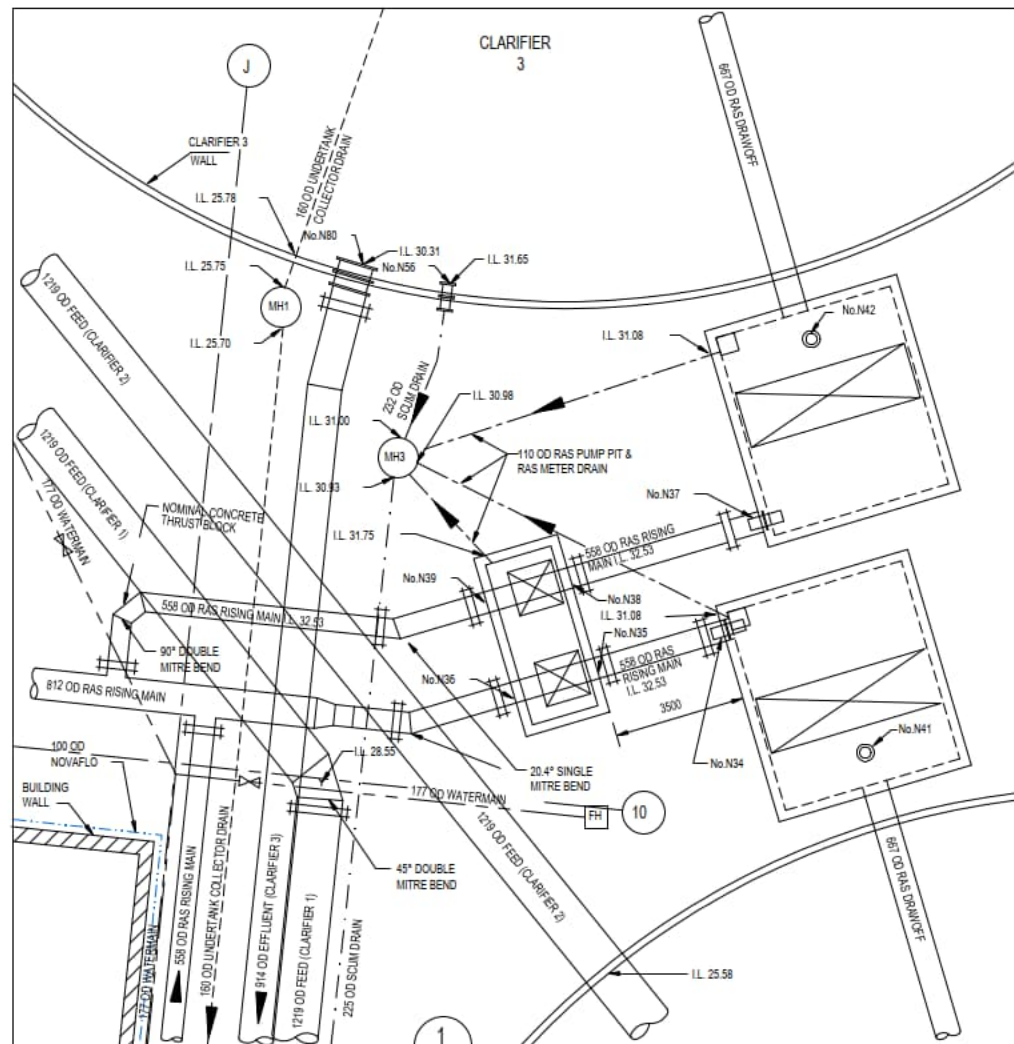 CLARIFIER
3
J
667 OD RAS DRAWOFF
CLARIFIER 3
WALL
160 OD UNDERTANK
COLLECTOR DRAIN
I.L. 25.78
No.N80
I.L. 30.31
No.N56
I.L. 31.65
I.L. 25.75
MH1
I.L. 25.70
1219 OD FEED (CLARIFIER 2)
No.N42
I.L. 31.08
232 OD
SCUM DRAIN
I.L. 30.98
I.L. 31.00
MH3
110 OD RAS PUMP PIT &
RAS METER DRAIN
I.L. 30.93
1219 OD FEED (CLARIFIER 1)
177 OD WATERMAIN
NOMINAL CONCRETE
THRUST BLOCK
No.N37
I.L. 31.75
558 OD RAS RISING
MAIN I.L. 32.53
No.N39
No.N38
I.L. 31.08
558 OD RAS RISING MAIN I.L. 32.53
No.N35
90° DOUBLE
MITRE BEND
558 OD RAS
RISING MAIN
I.L. 32.53
No.N36
812 OD RAS RISING MAIN
3500
No.N41
100 OD
NOVAFLO
I.L. 28.55
No.N34
20.4° SINGLE
MITRE BEND
BUILDING
WALL
177 OD WATERMAIN
FH
10
45° DOUBLE
MITRE BEND
1219 OD FEED (CLARIFIER 2)
177 OD WATERMAIN
558 OD RAS RISING MAIN
160 OD UNDERTANK COLLECTOR DRAIN
914 OD EFFLUENT (CLARIFIER 3)
1219 OD FEED (CLARIFIER 1)
225 OD SCUM DRAIN
667 OD RAS DRAWOFF
I.L. 25.58
1